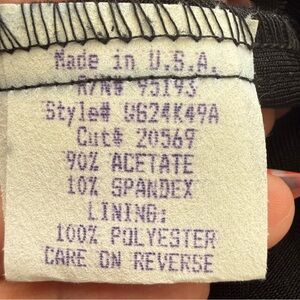 Made in U.S.A.
R/N# 95193
Style# U624K49A
Cut# 20569
90% ACETATE
10% SPANDEX
LINING:
100% POLYESTER
CARE ON REVERSE